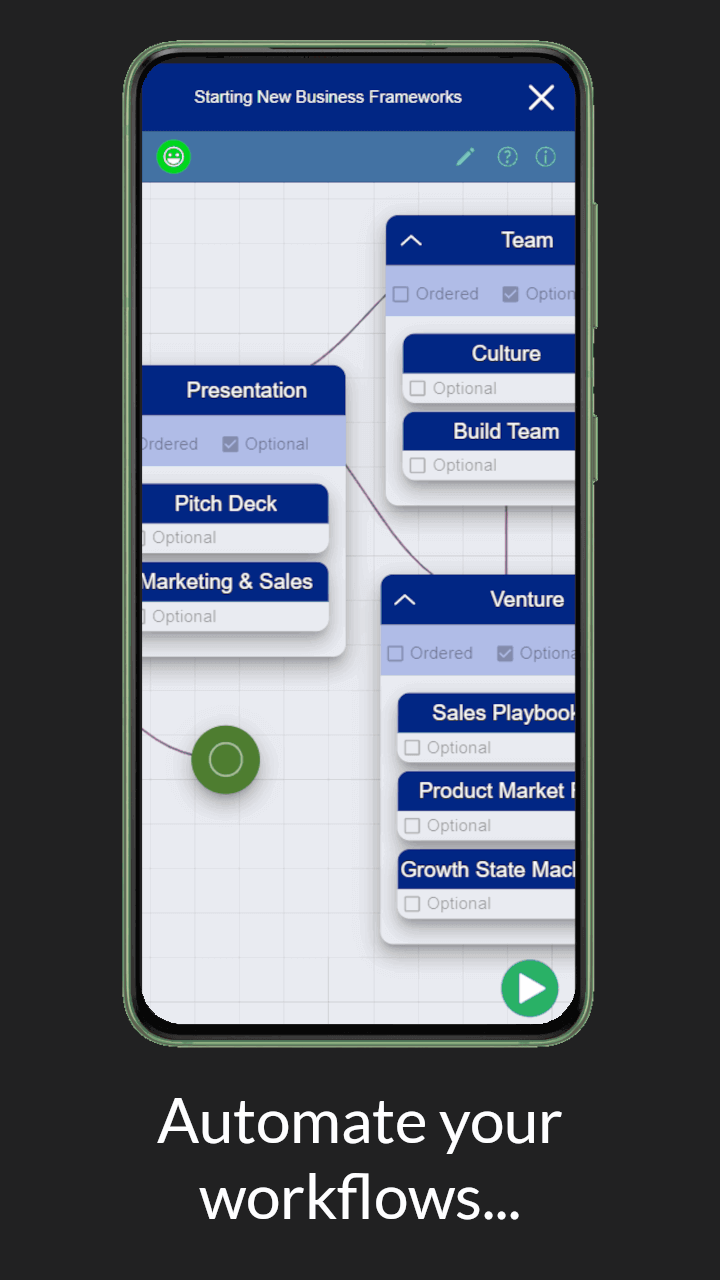 Starting New Business Frameworks
Team
Ordered Option
Culture
Optional
Build Team
Optional
Presentation
Ordered Optional
Pitch Deck
Optional
Marketing & Sales
Optional
Venture
Ordered Optiona
Sales Playbook
Optional
Product Market
Optional
Growth State Mac
Optional
Automate your
workflows...